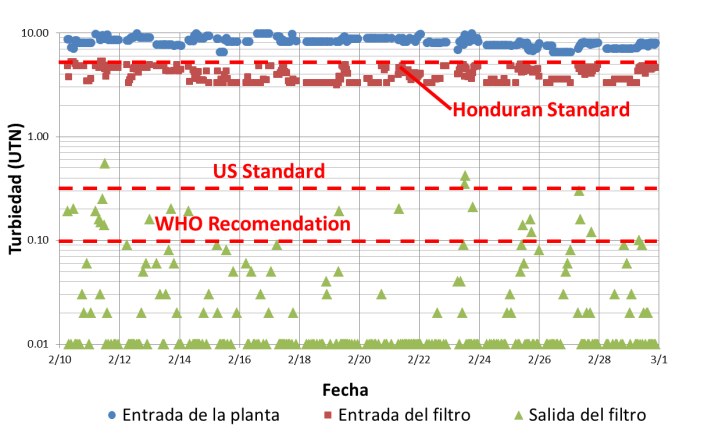 10.00
Honduran Standard
1.00
US Standard
WHO Recomendation
0.10
0.01
2/10 2/12 2/14 2/16 2/18 2/20 2/22 2/24 2/26 2/28 3/1
Turbiedad (UTN)
Fecha
Entrada de la planta Entrada del filtro Salida del filtro